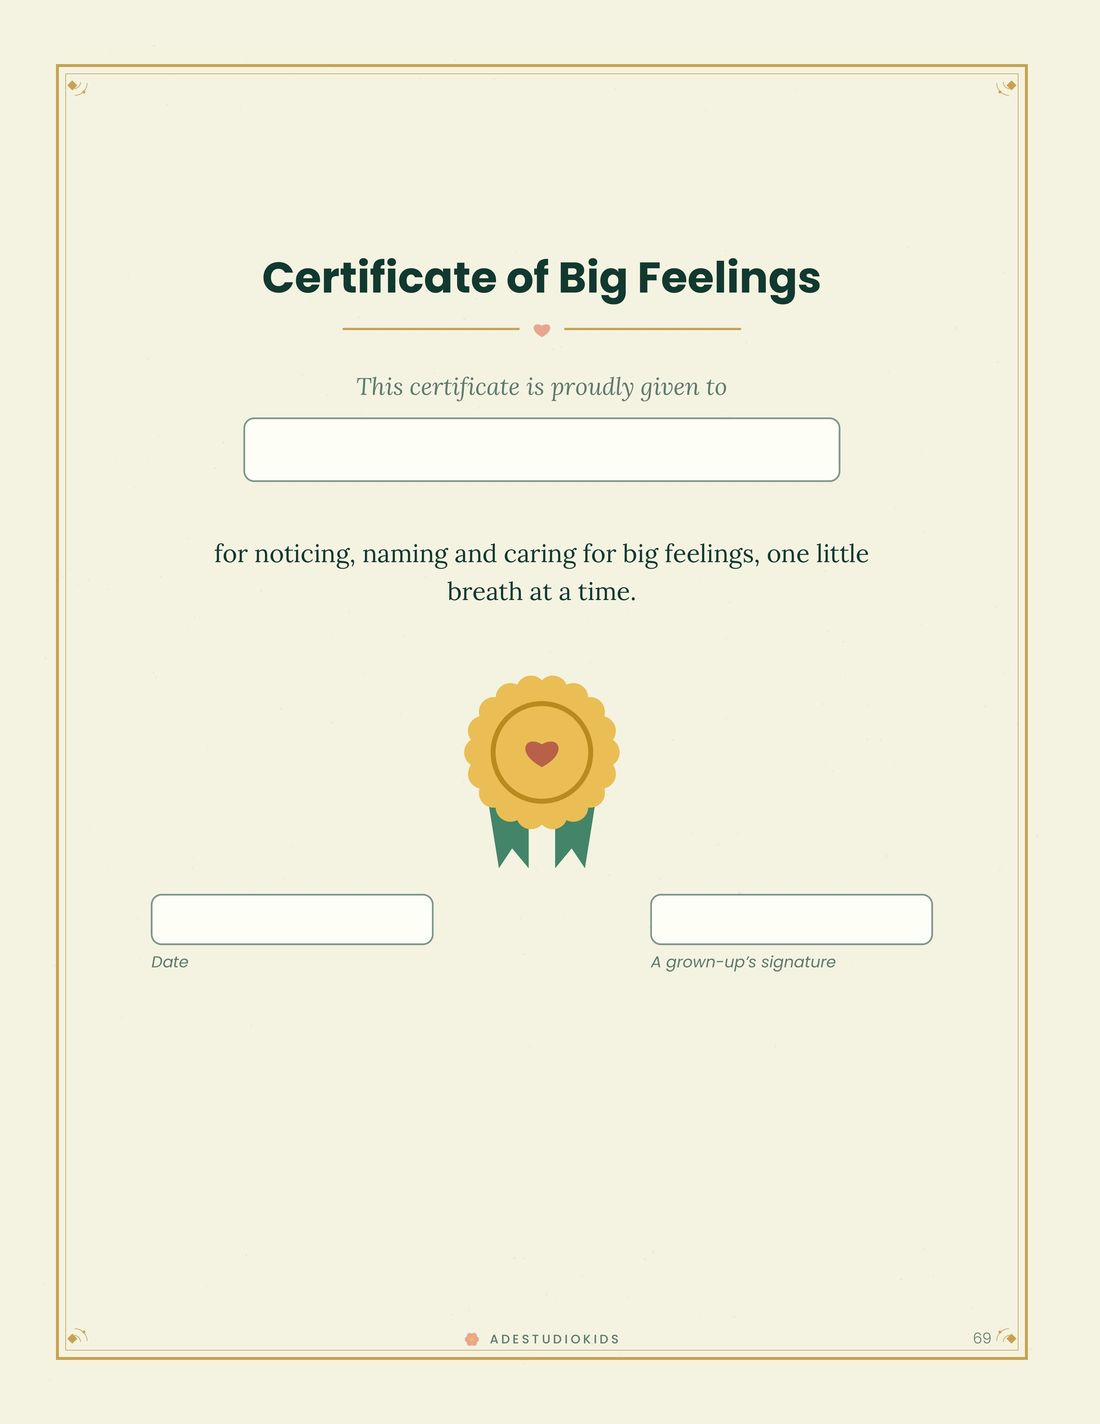 Certificate of Big Feelings
This certificate is proudly given to
for noticing, naming and caring for big feelings, one little
breath at a time.
Date
A grown-up’s signature
ADESTUDIOKIDS
69